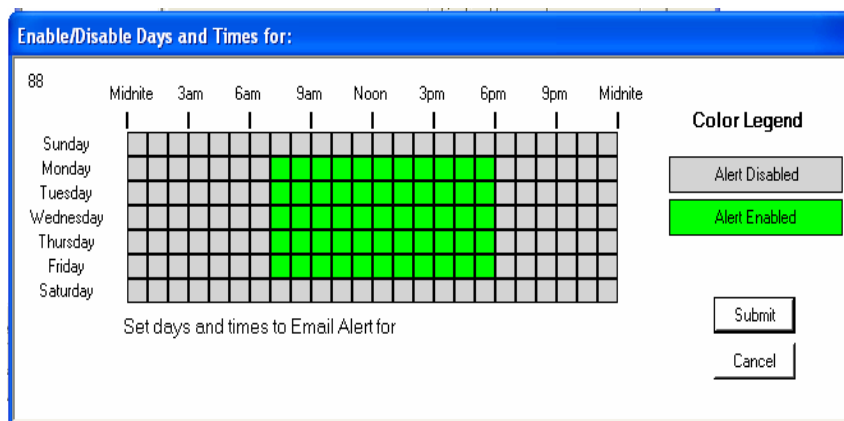 Enable/Disable Days and Times for:
88
Midnite 3am 6am 9am Noon 3pm 6pm 9pm Midnite
Color Legend
Sunday
Monday
Tuesday
Wednesday
Thursday
Friday
Saturday
Alert Disabled
Alert Enabled
Set days and times to Email Alert for
Submit
Cancel